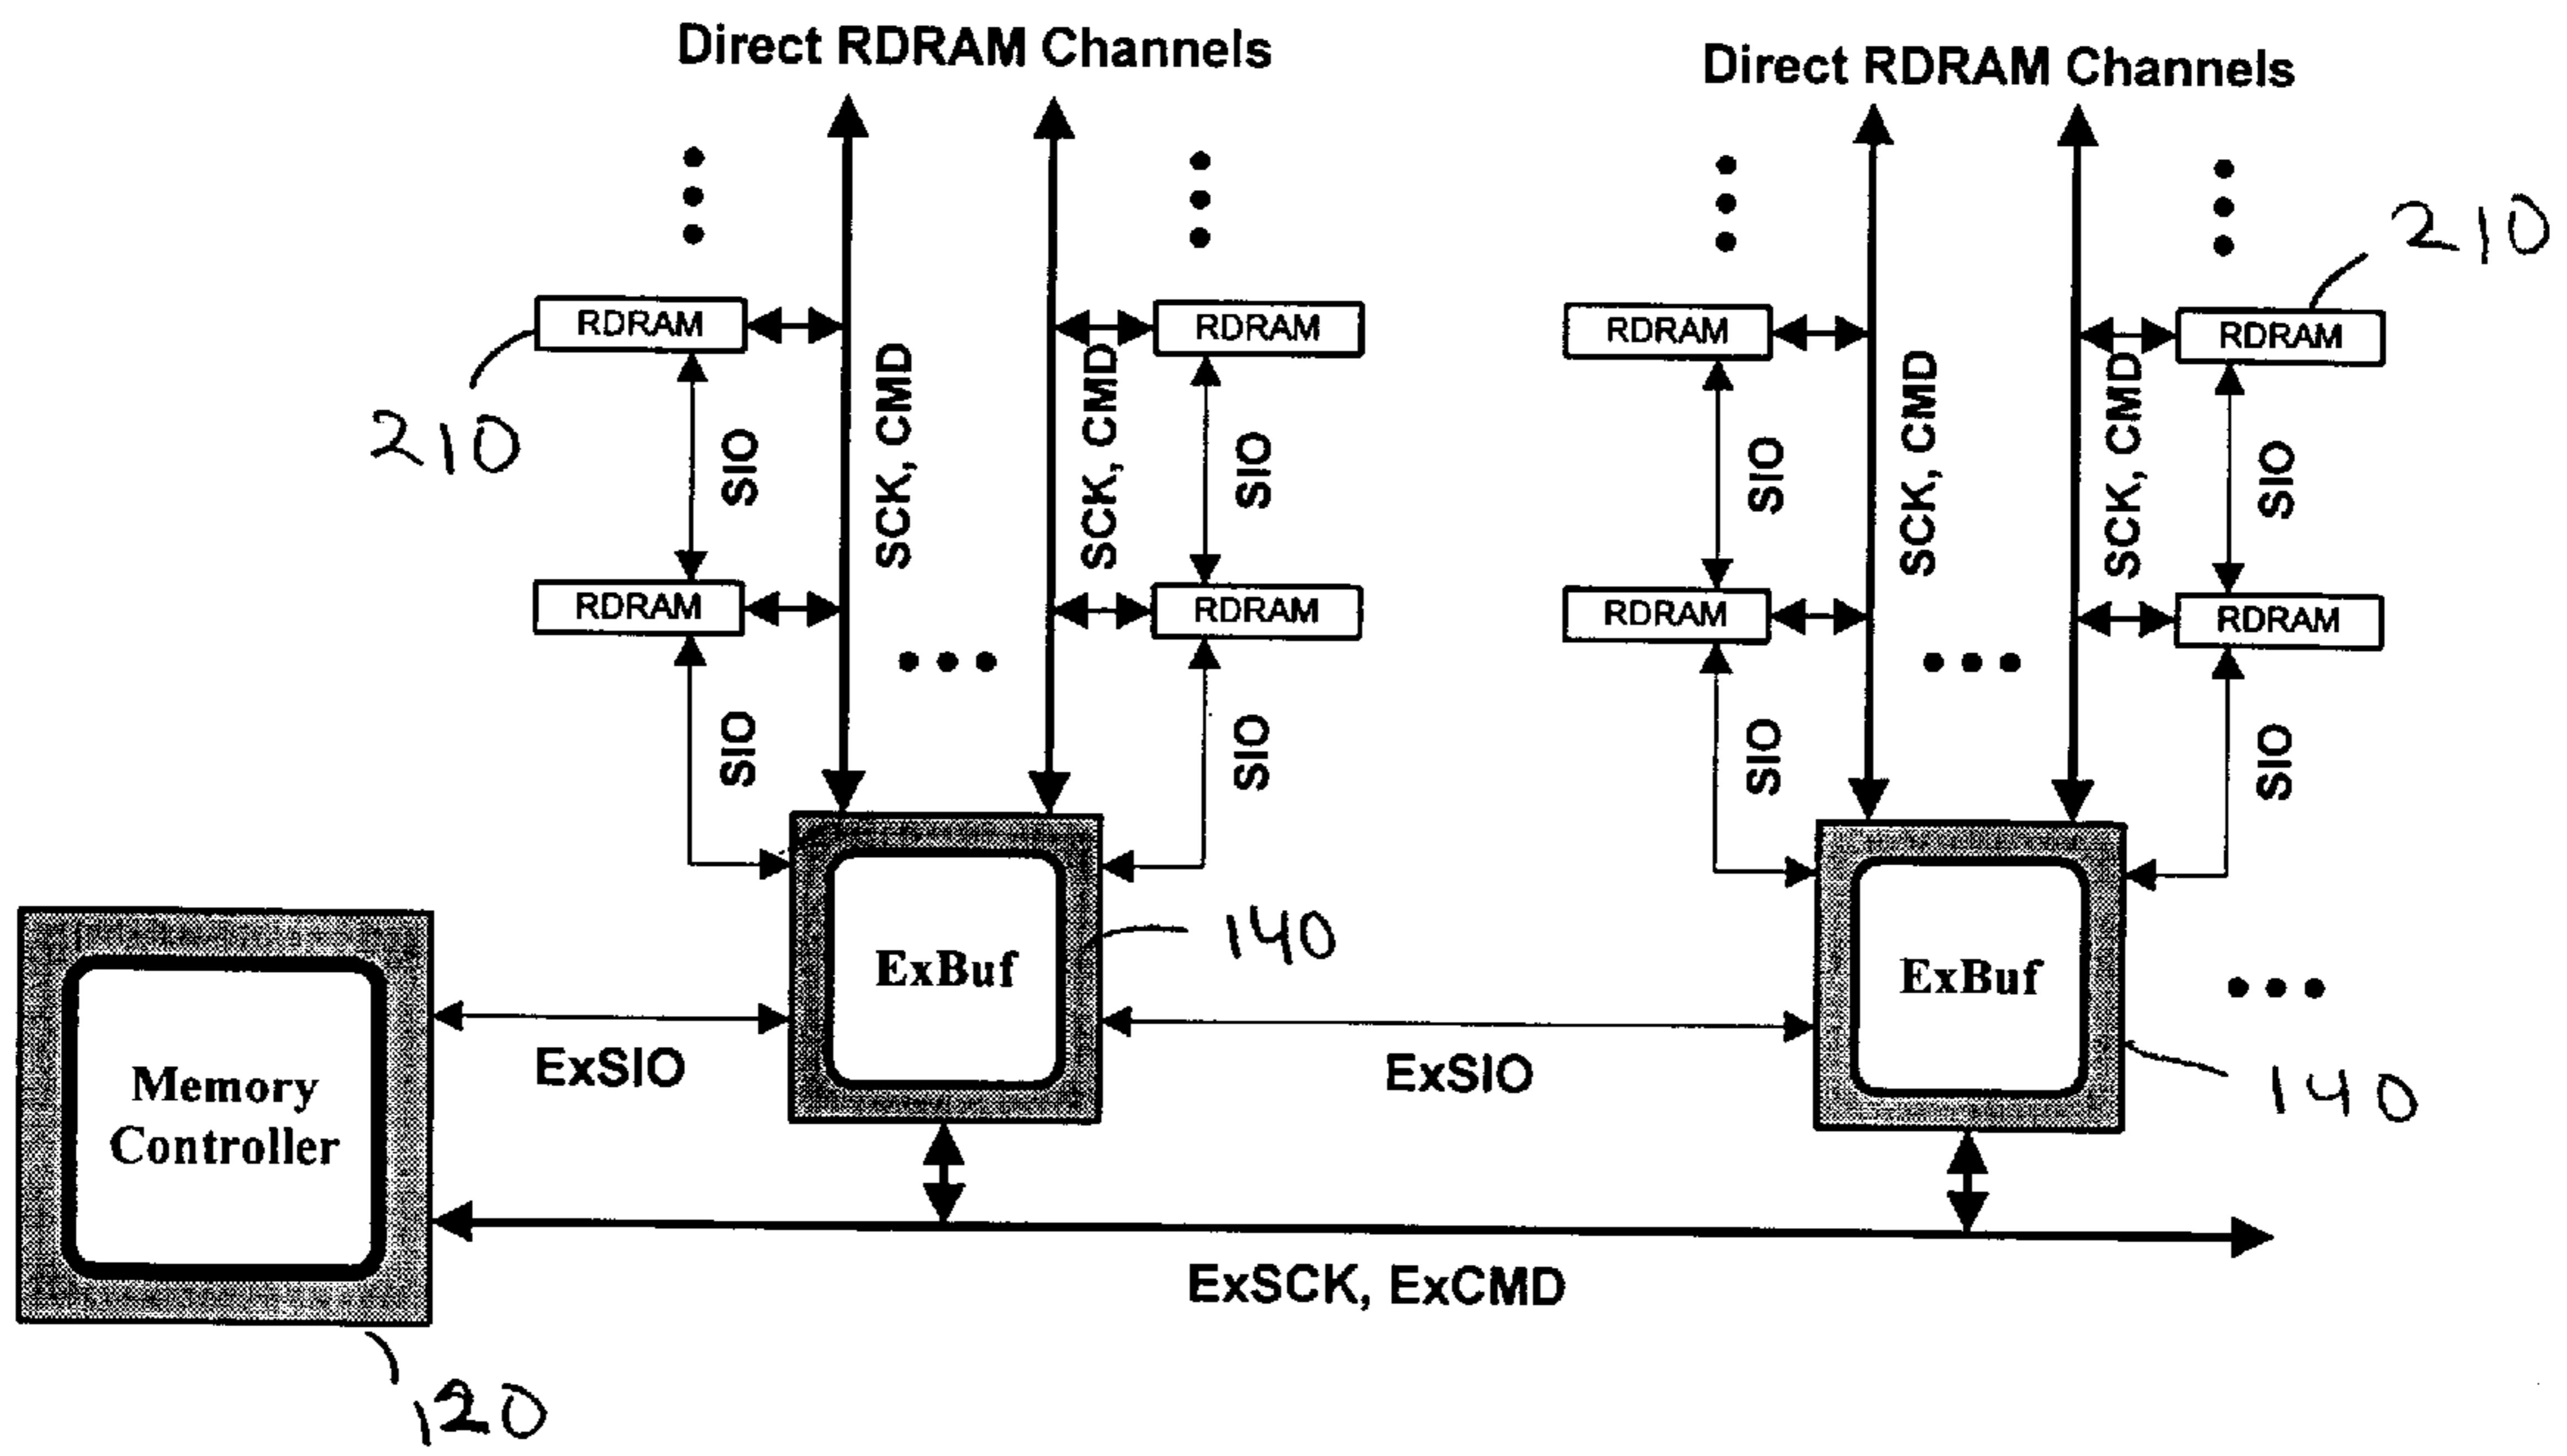 Direct RDRAM Channels
Direct RDRAM Channels
210
RDRAM
RDRAM
RDRAM
RDRAM
210
SIO
SCK, CMD
SCK, CMD
SIO
SIO
SCK, CMD
SCK, CMD
SIO
RDRAM
RDRAM
RDRAM
RDRAM
SIO
SIO
SIO
SIO
ExBuf
140
ExBuf
140
Memory
Controller
ExSIO
ExSIO
ExSCK, ExCMD
120